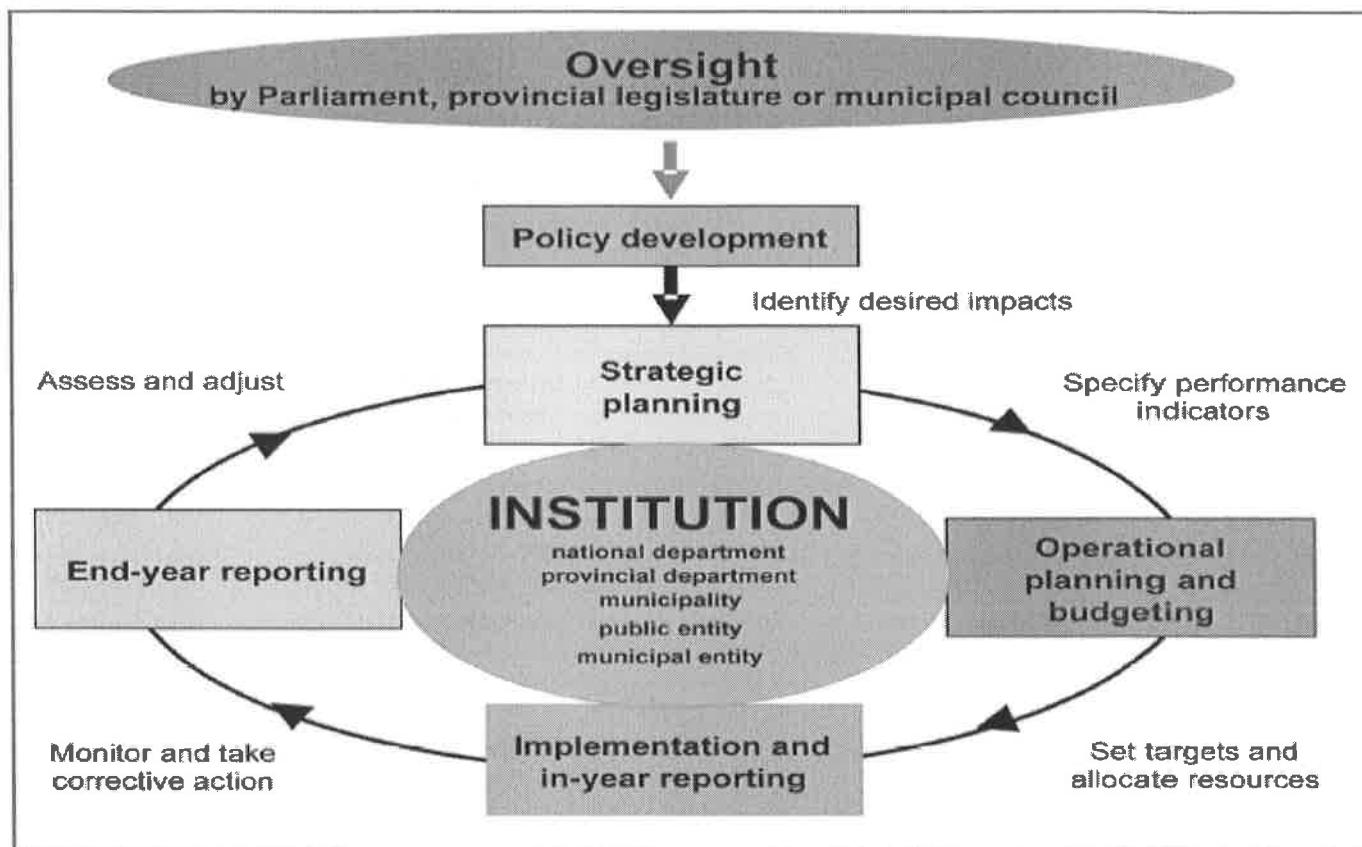 Oversight
by Parliament, provincial legislature or municipal council
Policy development
Identify desired impacts
Strategic
planning
Assess and adjust
Specify performance
indicators
INSTITUTION
national department
provincial department
municipality
public entity
municipal entity
End-year reporting
Operational
planning and
budgeting
Implementation and
in-year reporting
Monitor and take
corrective action
Set targets and
allocate resources